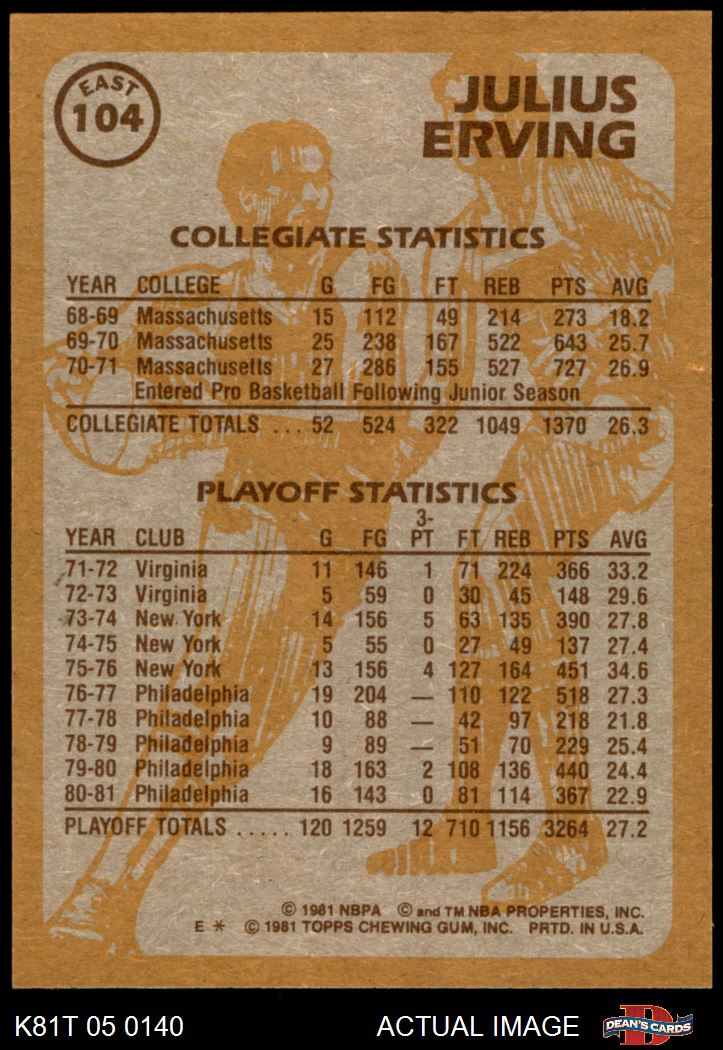 EAST
104
JULIUS
ERVING
COLLEGIATE STATISTICS
YEAR COLLEGE G FG FT REB PTS AVG
68-69 Massachusetts 15 112 49 214 273 18.2
69-70 Massachusetts 25 238 167 522 643 25.7
70-71 Massachusetts 27 286 155 527 727 26.9
Entered Pro Basketball Following Junior Season
COLLEGIATE TOTALS ... 52 524 322 1049 1370 26.3
PLAYOFF STATISTICS
YEAR CLUB G FG 3-PT FT REB PTS AVG
71-72 Virginia 11 146 1 71 224 366 33.2
72-73 Virginia 5 59 0 30 45 148 29.6
73-74 New York 14 156 5 63 135 390 27.8
74-75 New York 5 55 0 27 49 137 27.4
75-76 New York 13 156 4 127 164 451 34.6
76-77 Philadelphia 19 204 — 110 122 518 27.3
77-78 Philadelphia 10 88 — 42 97 218 21.8
78-79 Philadelphia 9 89 — 51 70 229 25.4
79-80 Philadelphia 18 163 2 108 136 440 24.4
80-81 Philadelphia 16 143 0 81 114 367 22.9
PLAYOFF TOTALS ..... 120 1259 12 710 1156 3264 27.2
© 1981 NBPA © and TM NBA PROPERTIES, INC.
E * © 1981 TOPPS CHEWING GUM, INC. PRTD. IN U.S.A.
K81T 05 0140 ACTUAL IMAGE
D
DEAN'S CARDS